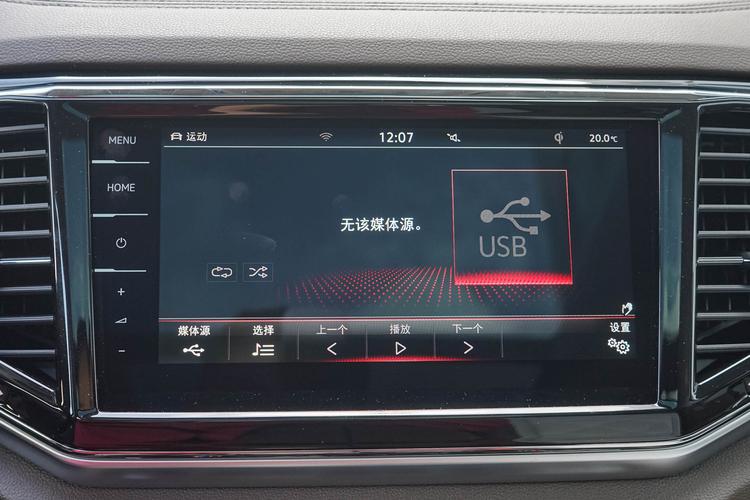 MENU
运动
12:07
20.0℃
HOME
无该媒体源。
USB
+
-
设置
媒体源
选择
上一个
播放
下一个